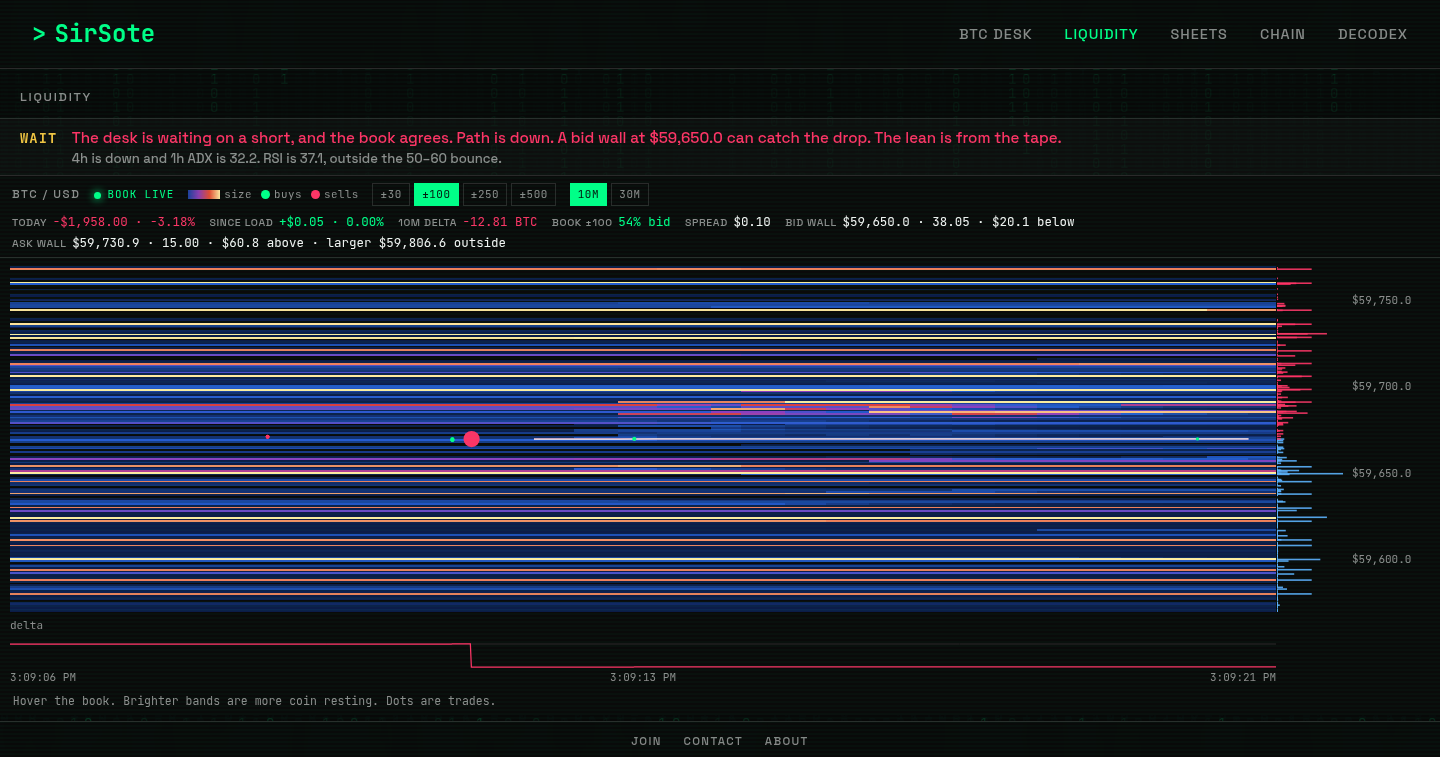 > SirSote
BTC DESK LIQUIDITY SHEETS CHAIN DECODEX
LIQUIDITY
WAIT The desk is waiting on a short, and the book agrees. Path is down. A bid wall at $59,650.0 can catch the drop. The lean is from the tape.
4h is down and 1h ADX is 32.2. RSI is 37.1, outside the 50–60 bounce.
BTC / USD BOOK LIVE size buys sells ±30 ±100 ±250 ±500 10M 30M
TODAY -$1,958.00 · -3.18% SINCE LOAD +$0.05 · 0.00% 10M DELTA -12.81 BTC BOOK ±100 54% bid SPREAD $0.10 BID WALL $59,650.0 · 38.05 · $20.1 below
ASK WALL $59,730.9 · 15.00 · $60.8 above · larger $59,806.6 outside
$59,750.0
$59,700.0
$59,650.0
$59,600.0
delta
3:09:06 PM 3:09:13 PM 3:09:21 PM
Hover the book. Brighter bands are more coin resting. Dots are trades.
JOIN CONTACT ABOUT